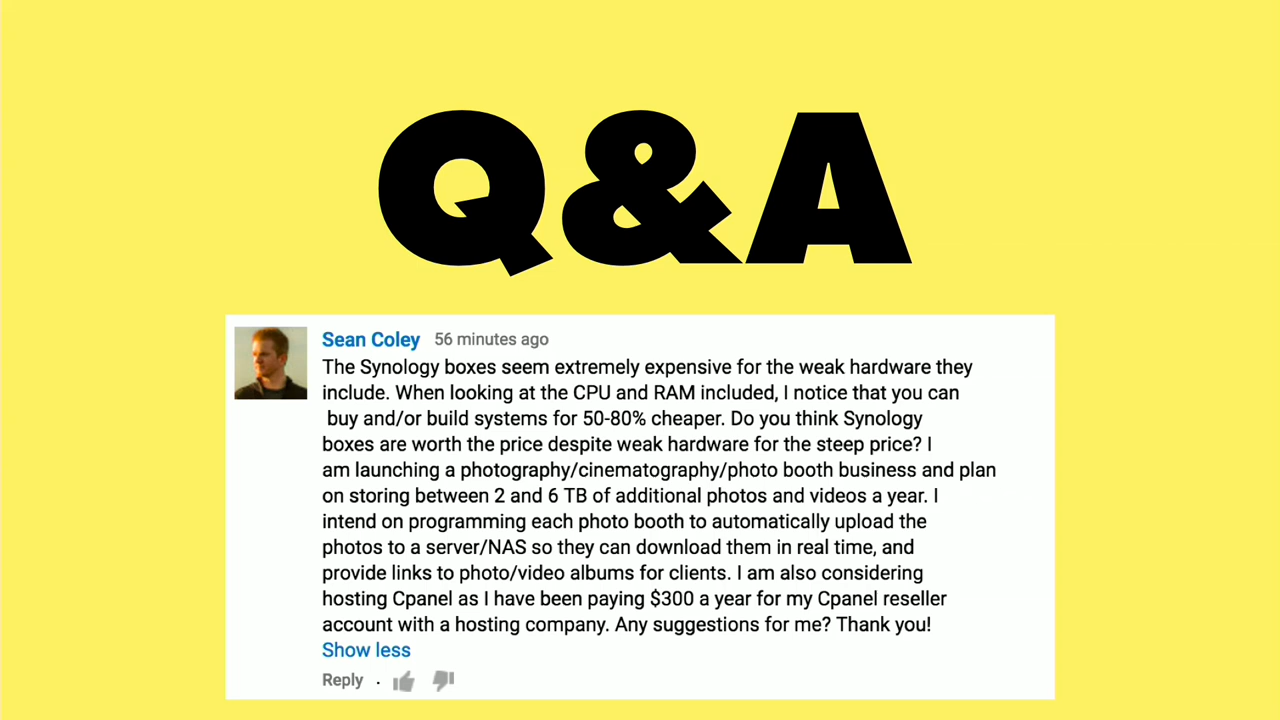 Q&A
Sean Coley 56 minutes ago
The Synology boxes seem extremely expensive for the weak hardware they
include. When looking at the CPU and RAM included, I notice that you can
buy and/or build systems for 50-80% cheaper. Do you think Synology
boxes are worth the price despite weak hardware for the steep price? I
am launching a photography/cinematography/photo booth business and plan
on storing between 2 and 6 TB of additional photos and videos a year. I
intend on programming each photo booth to automatically upload the
photos to a server/NAS so they can download them in real time, and
provide links to photo/video albums for clients. I am also considering
hosting Cpanel as I have been paying $300 a year for my Cpanel reseller
account with a hosting company. Any suggestions for me? Thank you!
Show less
Reply